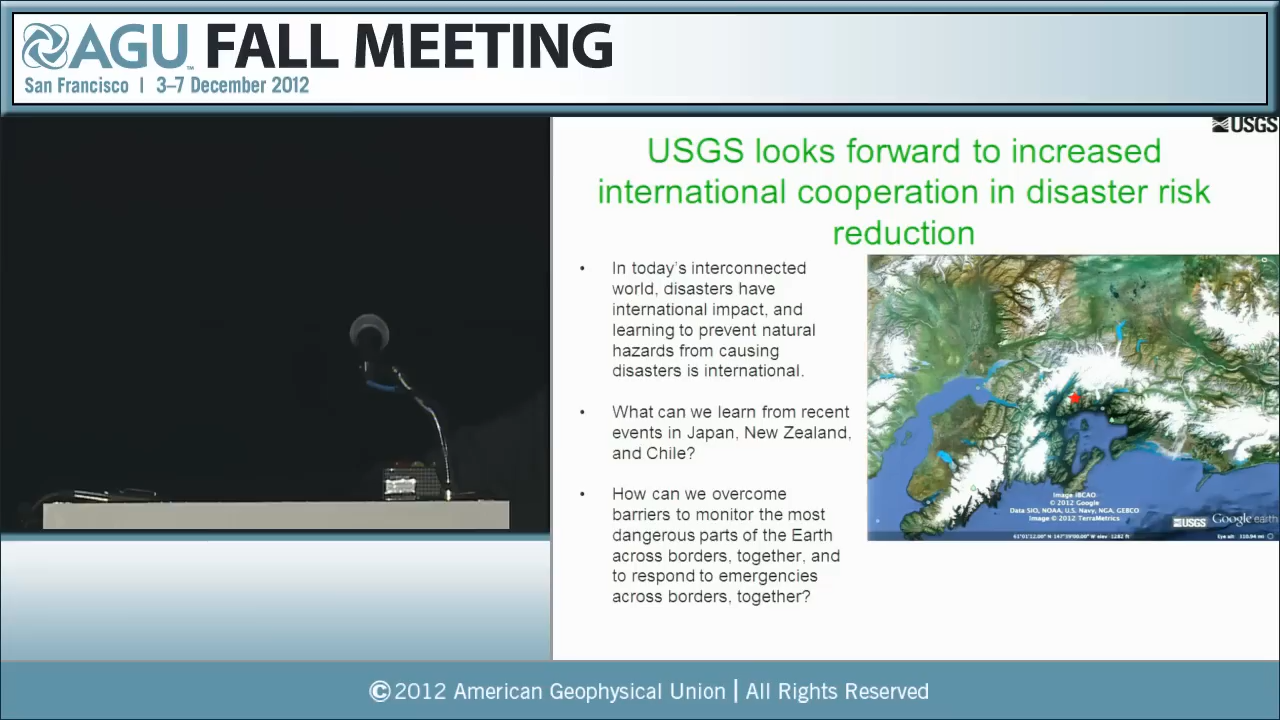 AGU™ FALL MEETING
San Francisco | 3–7 December 2012
USGS
USGS looks forward to increased
international cooperation in disaster risk
reduction
• In today's interconnected
world, disasters have
international impact, and
learning to prevent natural
hazards from causing
disasters is international.
• What can we learn from recent
events in Japan, New Zealand,
and Chile?
• How can we overcome
barriers to monitor the most
dangerous parts of the Earth
across borders, together, and
to respond to emergencies
across borders, together?
Image IBCAO
© 2012 Google
Data SIO, NOAA, U.S. Navy, NGA, GEBCO
Image © 2012 TerraMetrics
USGS Google earth
©2012 American Geophysical Union | All Rights Reserved